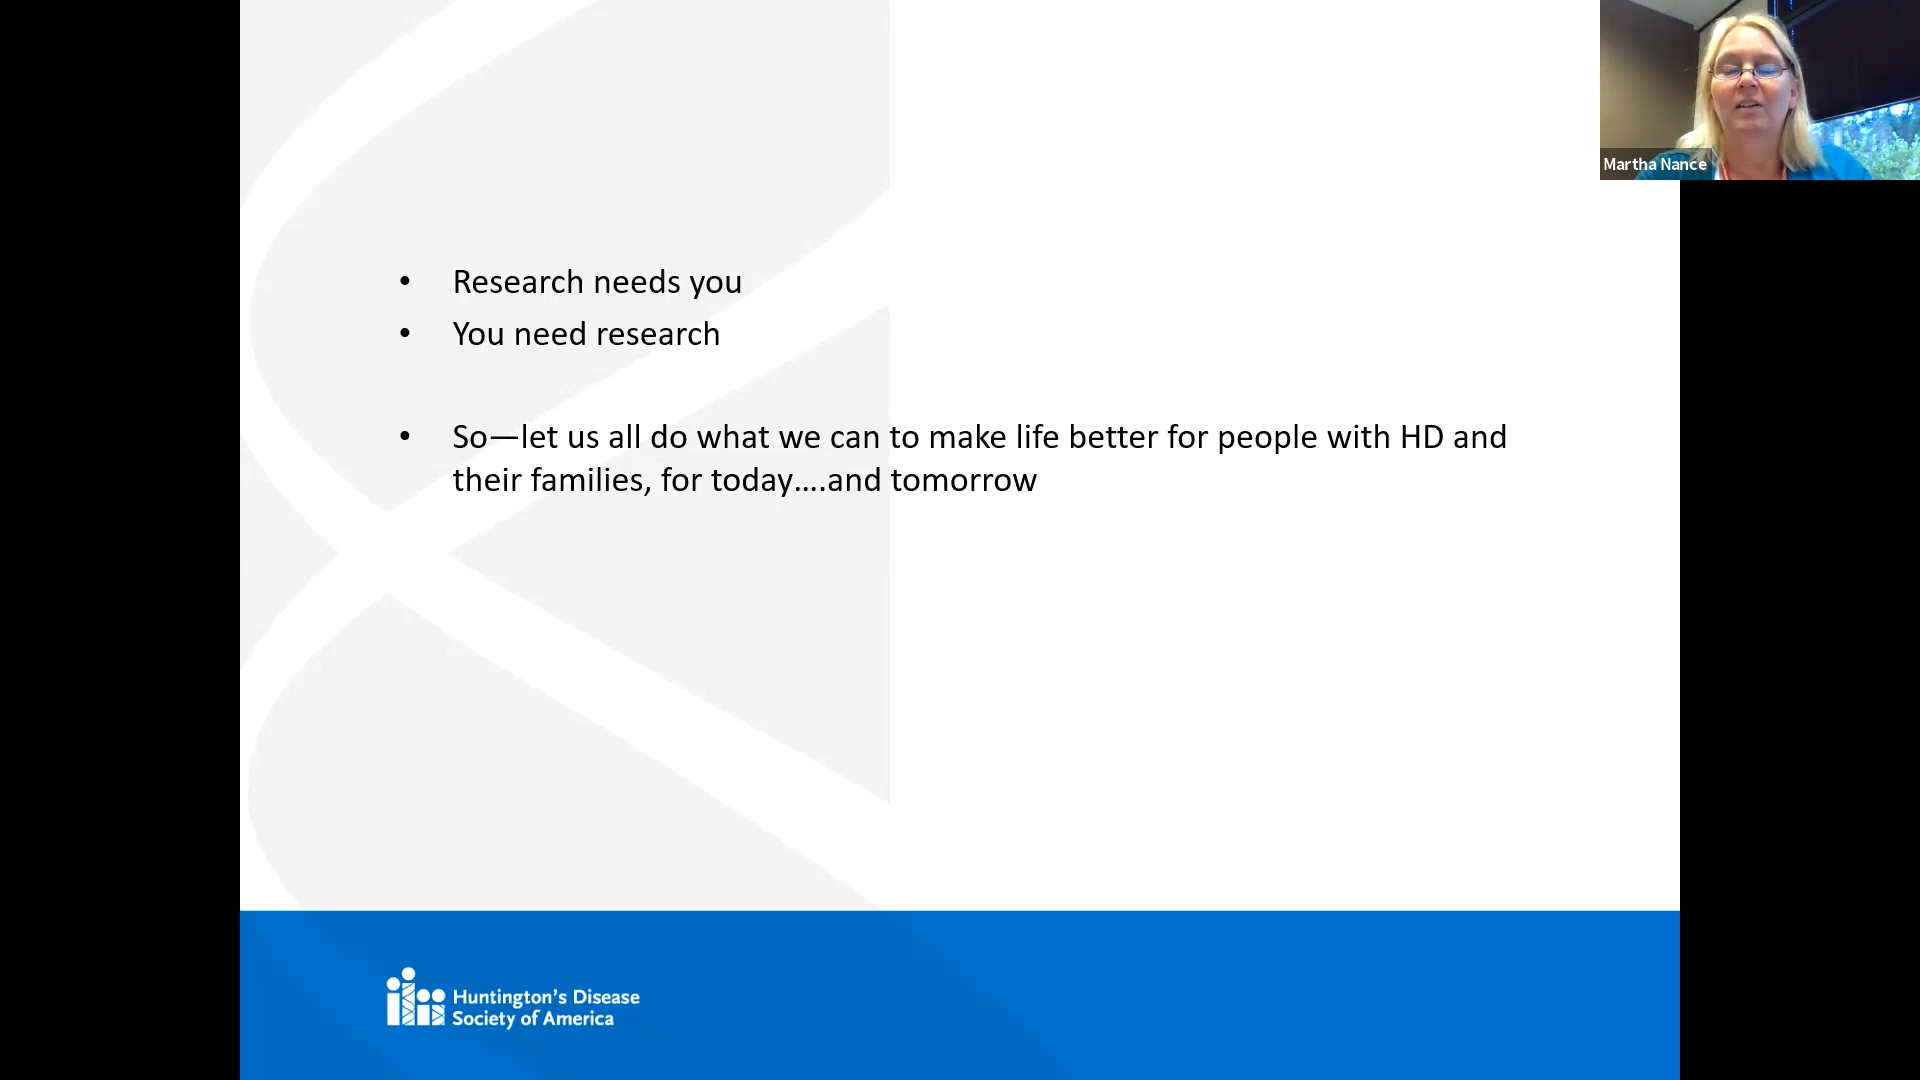 Martha Nance
• Research needs you
• You need research
• So—let us all do what we can to make life better for people with HD and
their families, for today....and tomorrow
Huntington's Disease
Society of America